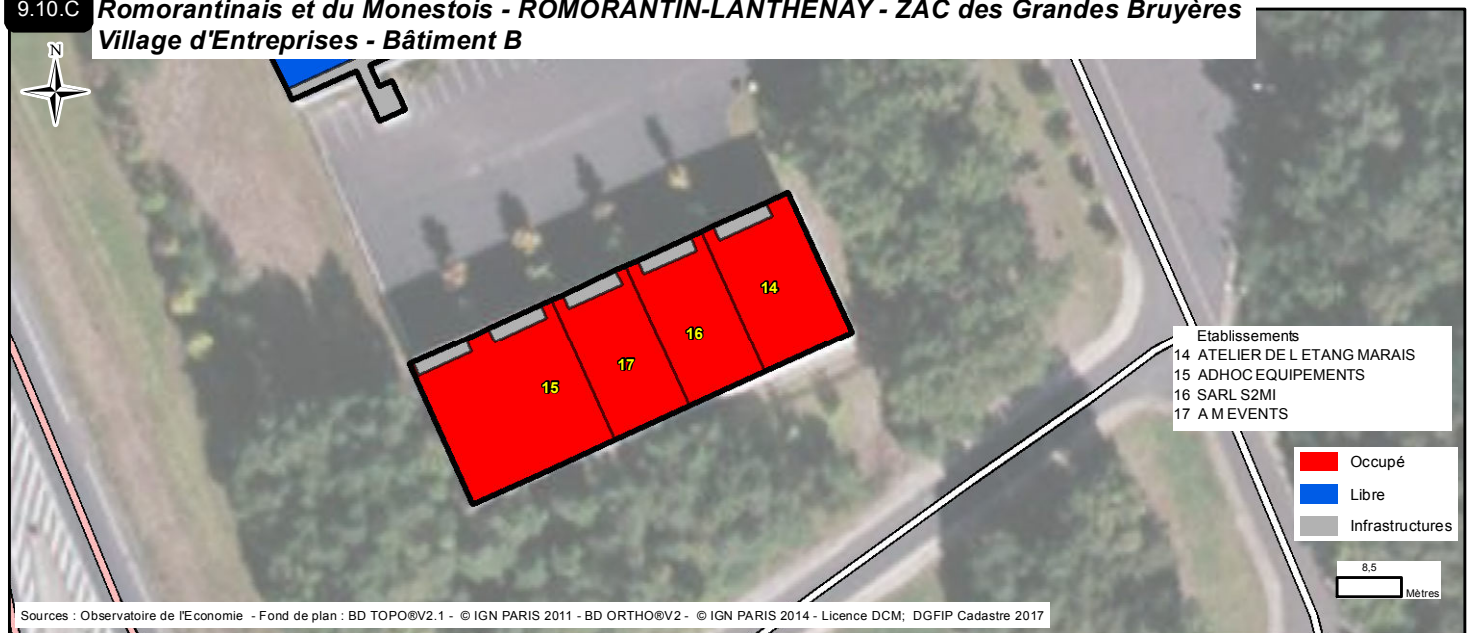 9.10.C
Romorantinais et du Monestois - ROMORANTIN-LANTHENAY - ZAC des Grandes Bruyères
Village d'Entreprises - Bâtiment B
N
14
16
17
15
Etablissements
14 ATELIER DE L ETANG MARAIS
15 ADHOC EQUIPEMENTS
16 SARL S2MI
17 A M EVENTS
Occupé
Libre
Infrastructures
8,5
Mètres
Sources : Observatoire de l'Economie - Fond de plan : BD TOPO®V2.1 - © IGN PARIS 2011 - BD ORTHO®V2 - © IGN PARIS 2014 - Licence DCM; DGFIP Cadastre 2017